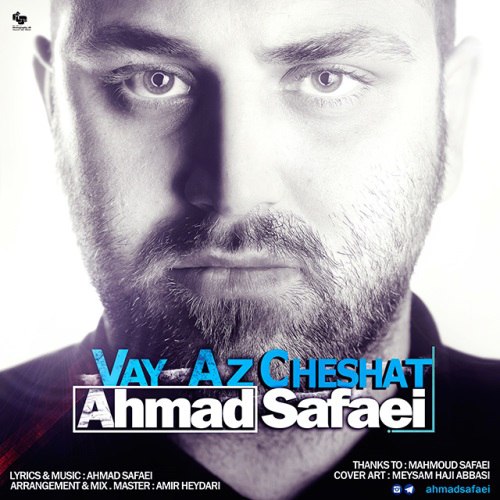 VAY AZ CHESHAT
Ahmad Safaei
LYRICS & MUSIC : AHMAD SAFAEI
ARRANGEMENT & MIX . MASTER : AMIR HEYDARI
THANKS TO : MAHMOUD SAFAEI
COVER ART : MEYSAM HAJI ABBASI
ahmadsafaei